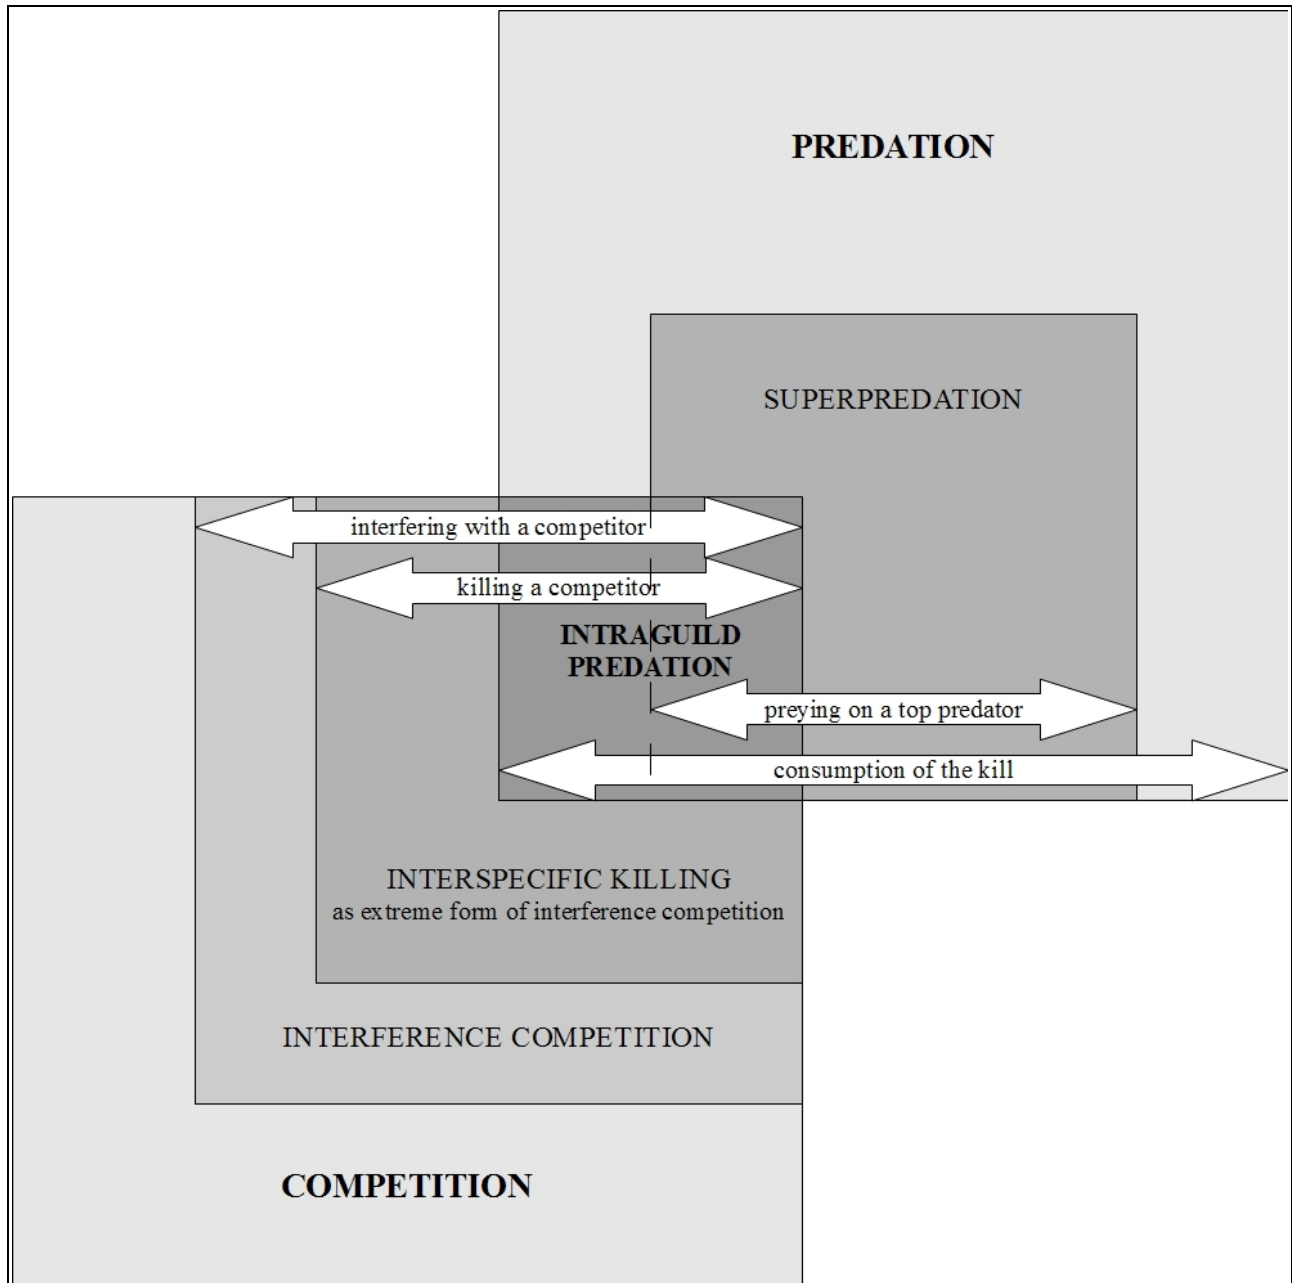 PREDATION
SUPERPREDATION
interfering with a competitor
killing a competitor
INTRAGUILD
PREDATION
preying on a top predator
consumption of the kill
INTERSPECIFIC KILLING
as extreme form of interference competition
INTERFERENCE COMPETITION
COMPETITION